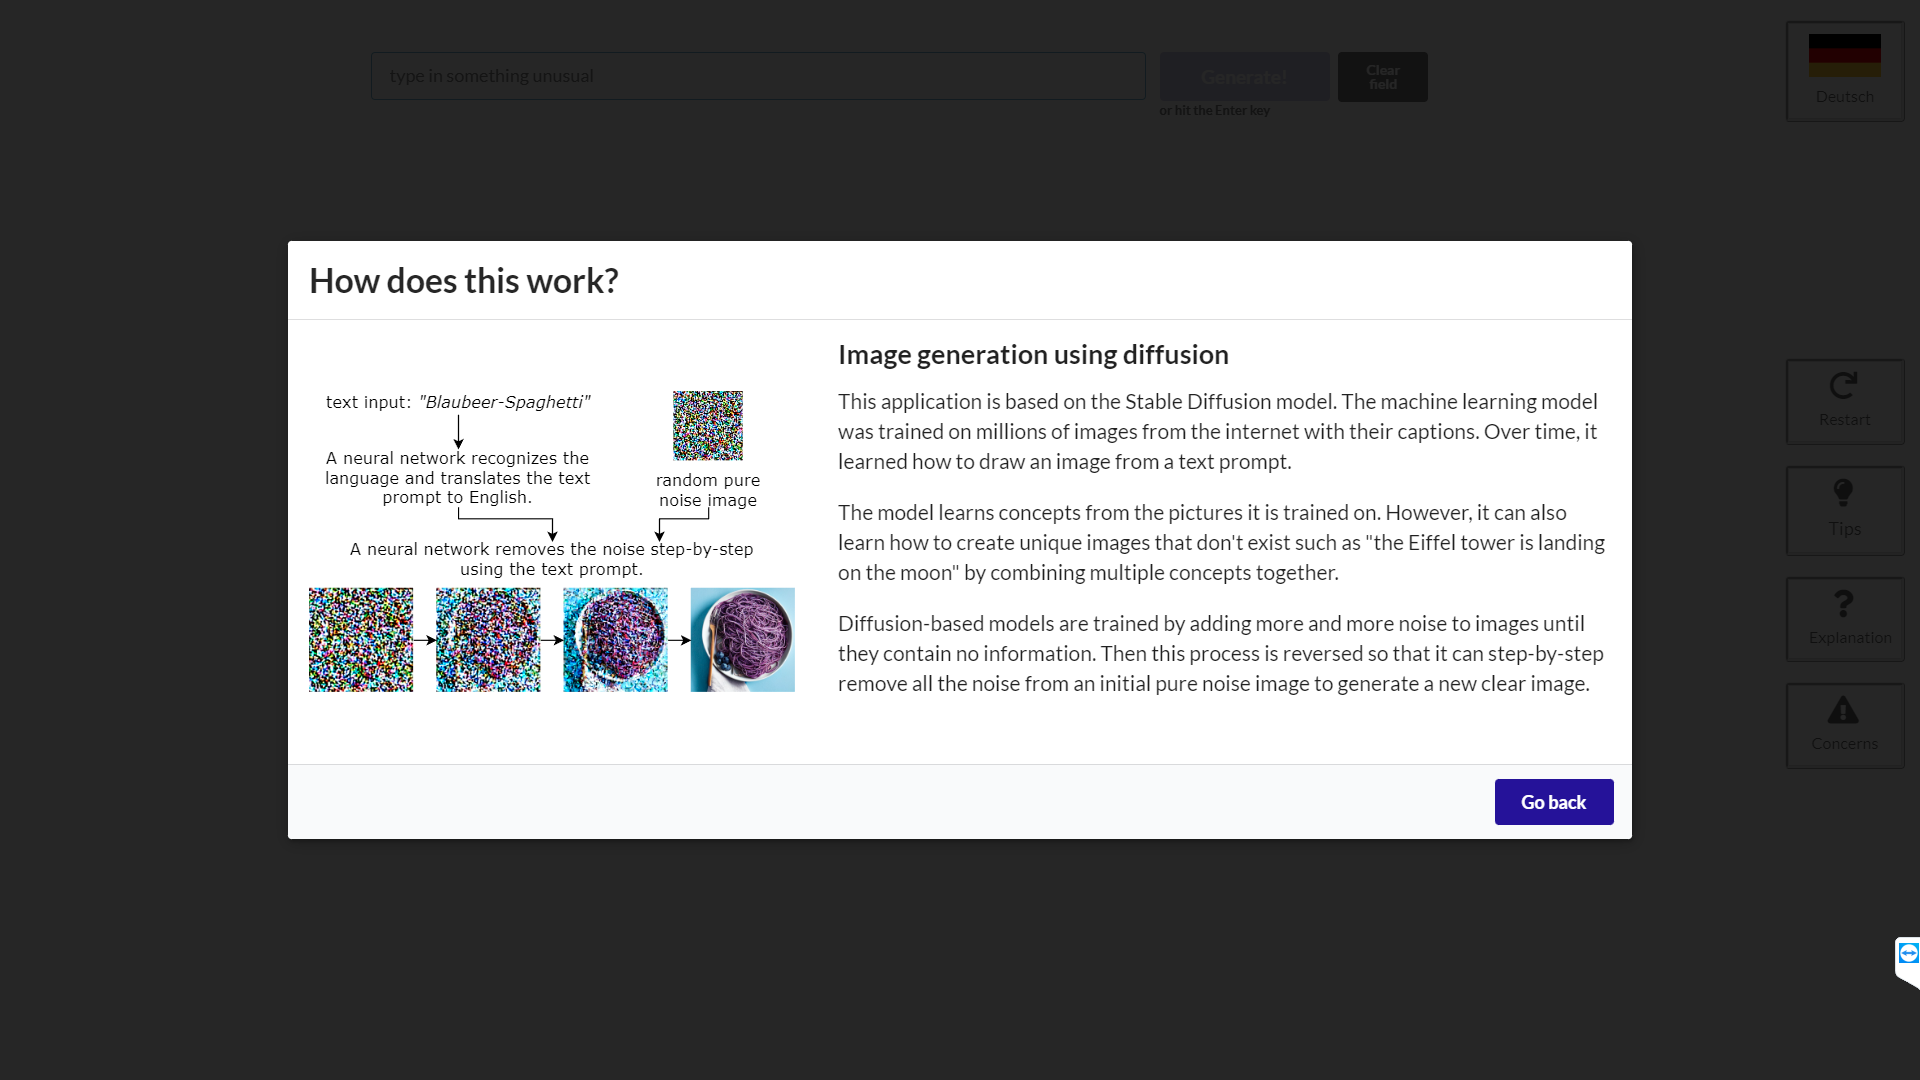 type in something unusual
Generate!
Clear
field
or hit the Enter key
Deutsch
How does this work?
text input: "Blaubeer-Spaghetti"
A neural network recognizes the
language and translates the text
prompt to English.
random pure
noise image
A neural network removes the noise step-by-step
using the text prompt.
Image generation using diffusion
This application is based on the Stable Diffusion model. The machine learning model
was trained on millions of images from the internet with their captions. Over time, it
learned how to draw an image from a text prompt.
The model learns concepts from the pictures it is trained on. However, it can also
learn how to create unique images that don't exist such as "the Eiffel tower is landing
on the moon" by combining multiple concepts together.
Diffusion-based models are trained by adding more and more noise to images until
they contain no information. Then this process is reversed so that it can step-by-step
remove all the noise from an initial pure noise image to generate a new clear image.
Go back
Restart
Tips
Explanation
Concerns